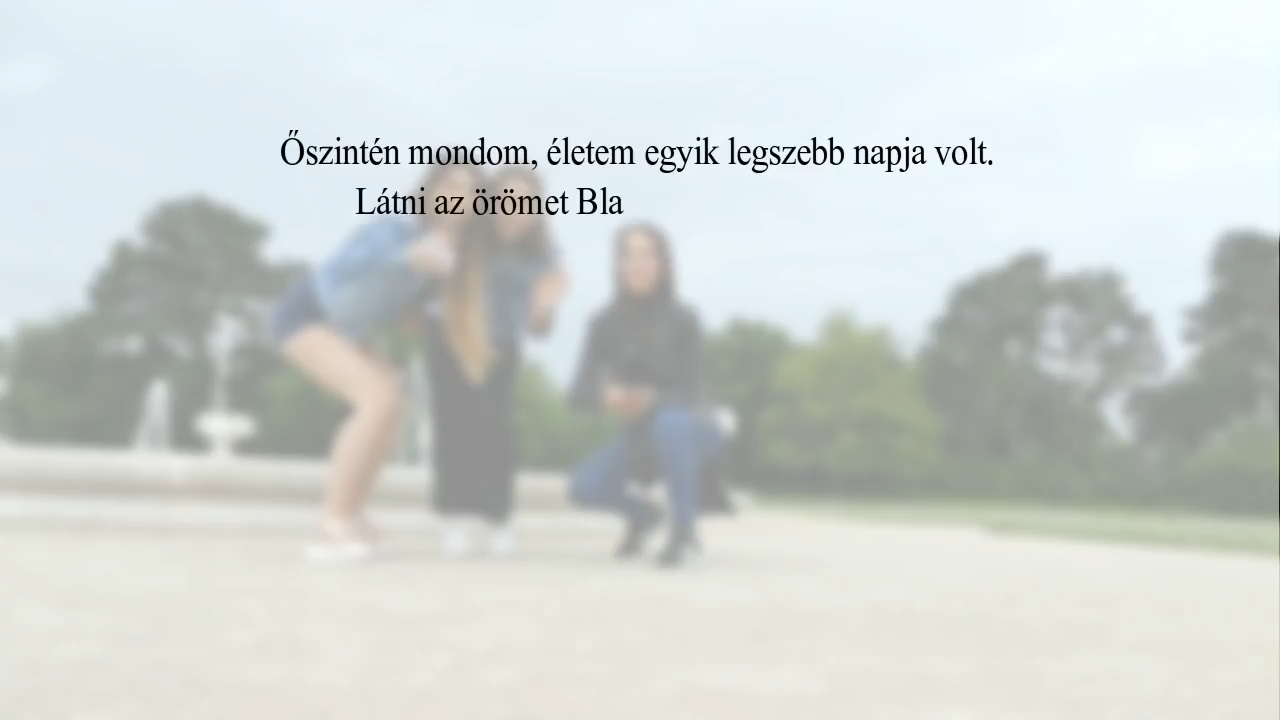 Őszintén mondom, életem egyik legszebb napja volt.
Látni az örömet Bla